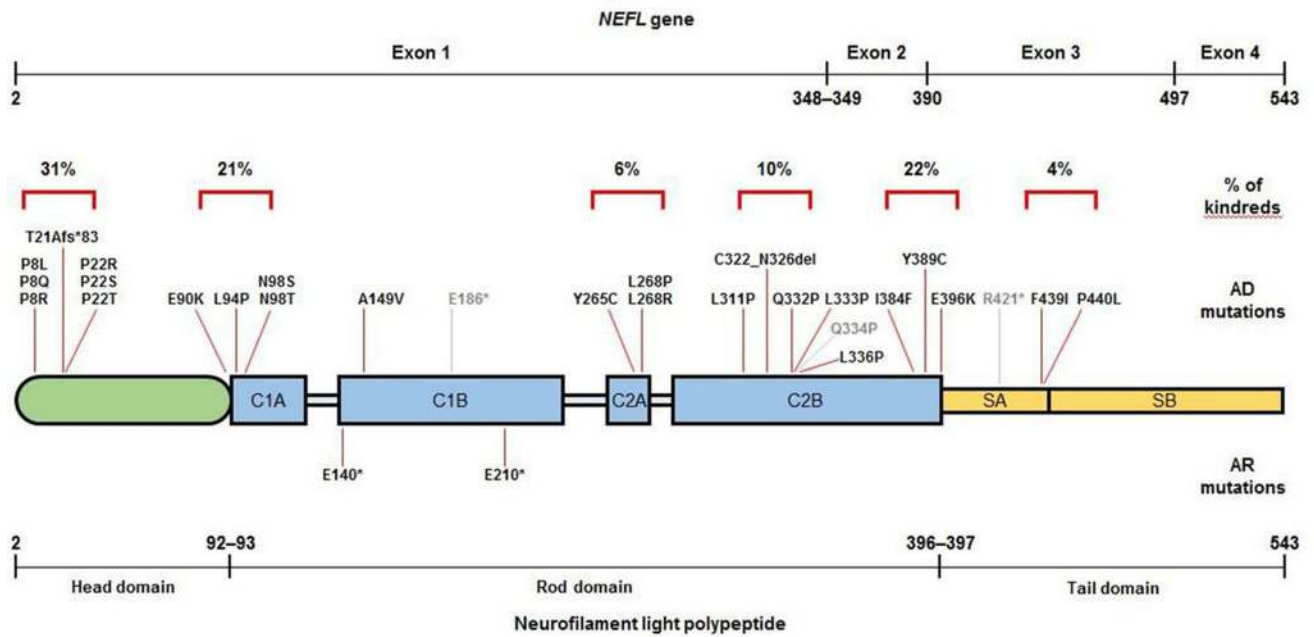 NEFL gene
Exon 1 Exon 2 Exon 3 Exon 4
2 348–349 390 497 543
31% 21% 6% 10% 22% 4%
% of
kindreds
T21Afs*83
C322_N326del Y389C
P8L P22R
P8Q P22S N98S L268P
P8R P22T E90K L94P N98T A149V E186* Y265C L268R L311P Q332P L333P I384F E396K R421* F439I P440L
AD
mutations
Q334P
L336P
C1A C1B C2A C2B SA SB
E140* E210*
AR
mutations
2 92–93 396–397 543
Head domain Rod domain Tail domain
Neurofilament light polypeptide